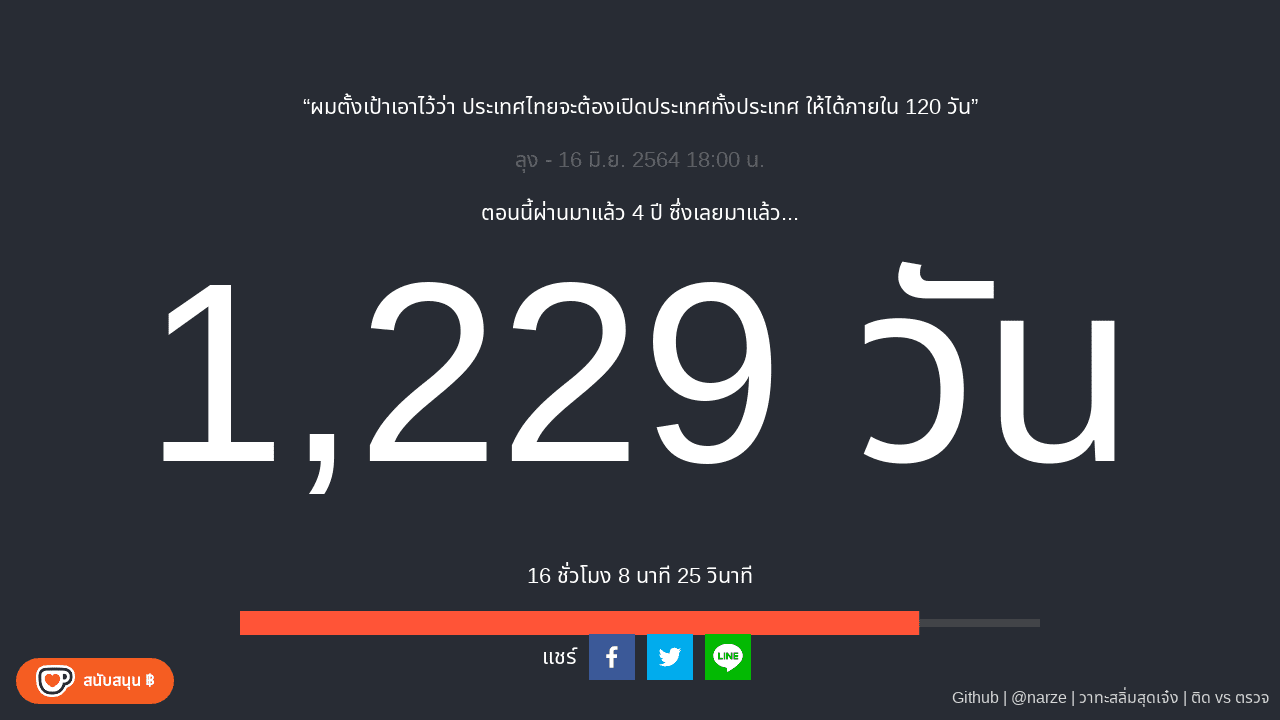 “ผมตั้งเป้าเอาไว้ว่า ประเทศไทยจะต้องเปิดประเทศทั้งประเทศ ให้ได้ภายใน 120 วัน”
ลุง - 16 มิ.ย. 2564 18:00 น.
ตอนนี้ผ่านมาแล้ว 4 ปี ซึ่งเลยมาแล้ว...
1,229 วัน
16 ชั่วโมง 8 นาที 25 วินาที
แชร์
LINE
สนับสนุน ฿
Github | @narze | วาทะสลิ่มสุดเจ๋ง | ติด vs ตรวจ